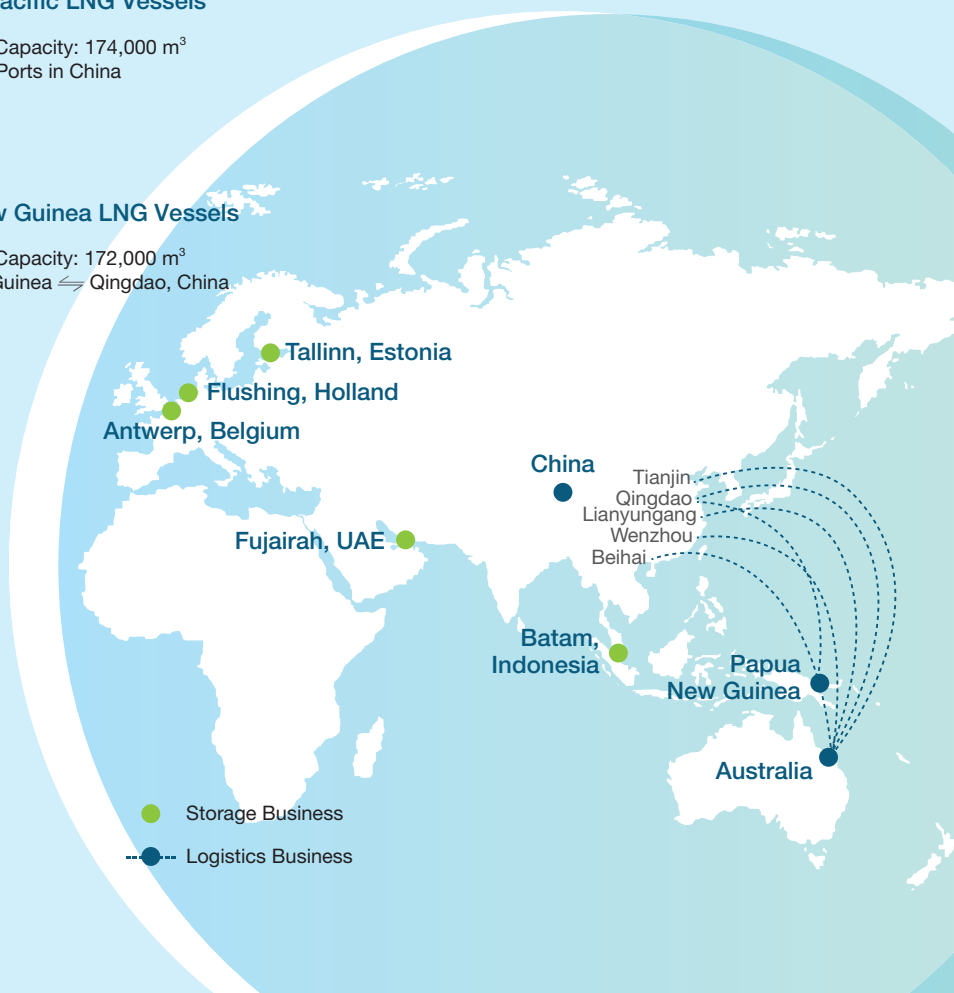 acific LNG Vessels
Capacity: 174,000 m³
Ports in China
w Guinea LNG Vessels
Capacity: 172,000 m³
Guinea ⇋ Qingdao, China
Tallinn, Estonia
Flushing, Holland
Antwerp, Belgium
China
Tianjin
Qingdao
Lianyungang
Wenzhou
Beihai
Fujairah, UAE
Batam,
Indonesia
Papua
New Guinea
Australia
Storage Business
Logistics Business